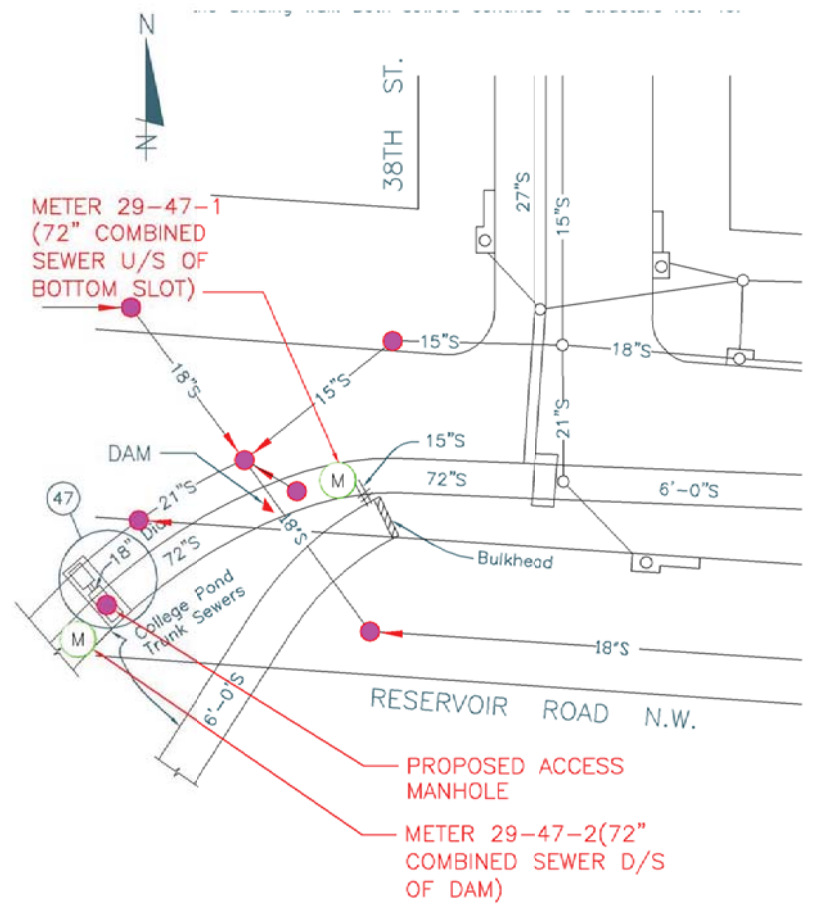 N
38TH ST.
27"S
15"S
METER 29-47-1
(72" COMBINED
SEWER U/S OF
BOTTOM SLOT)
15"S
18"S
18"S
15"S
21"S
DAM
15"S
M
72"S
6'-0"S
21"S
47
18" Dia
72"S
18"S
Bulkhead
College Pond
Trunk Sewers
M
18"S
6'-0"S
RESERVOIR ROAD N.W.
PROPOSED ACCESS
MANHOLE
METER 29-47-2(72"
COMBINED SEWER D/S
OF DAM)